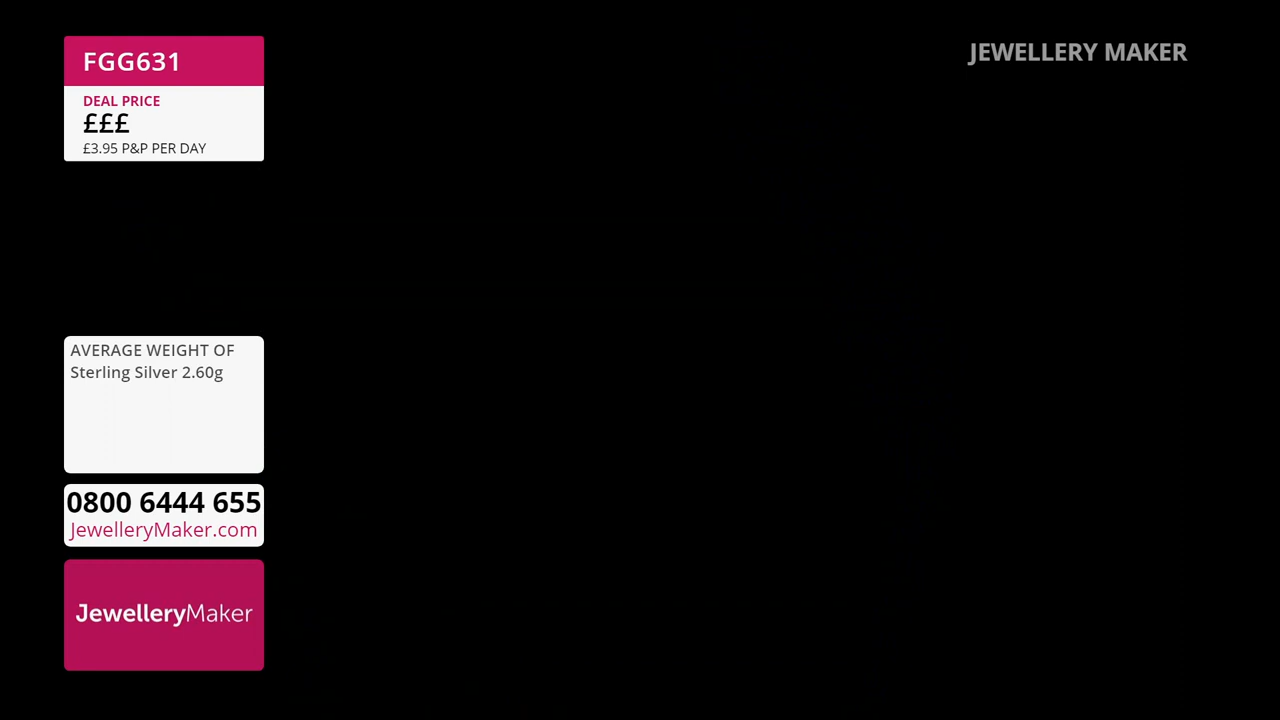 FGG631
DEAL PRICE
£££
£3.95 P&P PER DAY
JEWELLERY MAKER
AVERAGE WEIGHT OF
Sterling Silver 2.60g
0800 6444 655
JewelleryMaker.com
JewelleryMaker